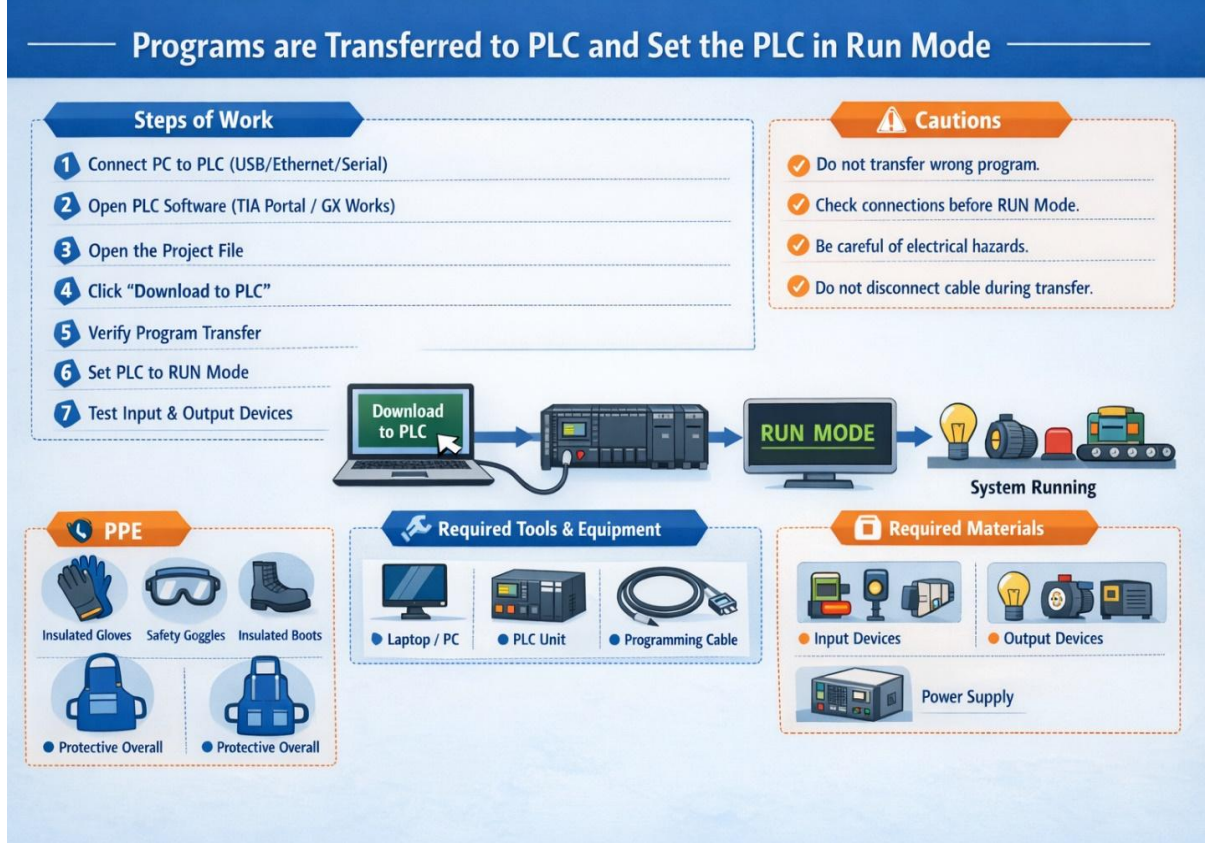 Programs are Transferred to PLC and Set the PLC in Run Mode
Steps of Work
1 Connect PC to PLC (USB/Ethernet/Serial)
2 Open PLC Software (TIA Portal / GX Works)
3 Open the Project File
4 Click “Download to PLC”
5 Verify Program Transfer
6 Set PLC to RUN Mode
7 Test Input & Output Devices
Cautions
Do not transfer wrong program.
Check connections before RUN Mode.
Be careful of electrical hazards.
Do not disconnect cable during transfer.
Download
to PLC
RUN MODE
System Running
PPE
Insulated Gloves
Safety Goggles
Insulated Boots
Protective Overall
Protective Overall
Required Tools & Equipment
Laptop / PC
PLC Unit
Programming Cable
Required Materials
Input Devices
Output Devices
Power Supply